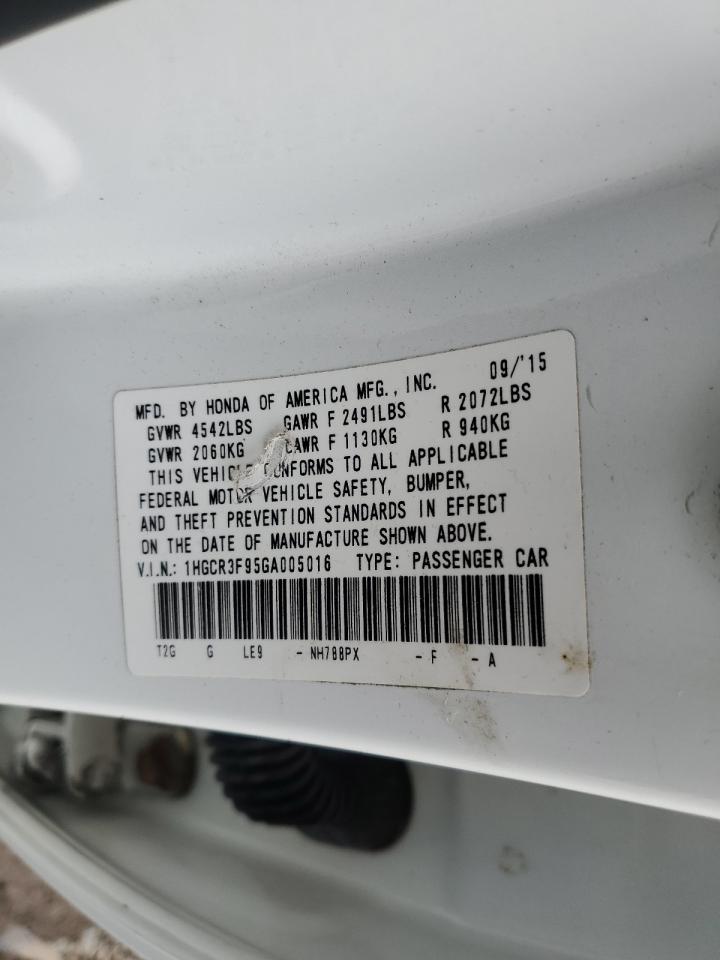 MFD. BY HONDA OF AMERICA MFG., INC. 09/'15
GVWR 4542LBS GAWR F 2491LBS R 2072LBS
GVWR 2060KG GAWR F 1130KG R 940KG
THIS VEHICLE CONFORMS TO ALL APPLICABLE
FEDERAL MOTOR VEHICLE SAFETY, BUMPER,
AND THEFT PREVENTION STANDARDS IN EFFECT
ON THE DATE OF MANUFACTURE SHOWN ABOVE.
V.I.N.: 1HGCR3F95GA005016 TYPE: PASSENGER CAR
T2G G LE9 - NH788PX - F - A